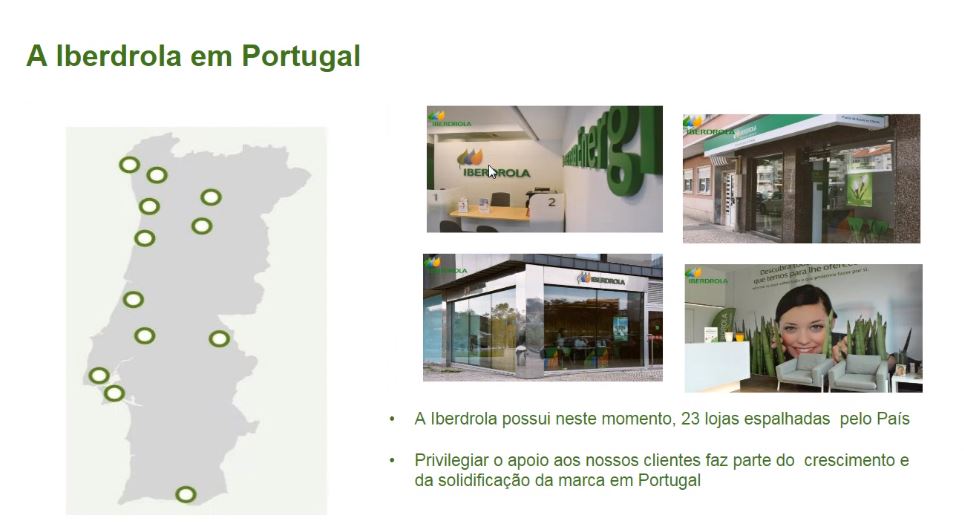 A Iberdrola em Portugal
IBERDROLA
IBERDROLA
1
2
IBERDROLA
IBERDROLA
IBERDROLA
IBERDROLA
Descubra
que temos para lhe oferecer
• A Iberdrola possui neste momento, 23 lojas espalhadas pelo País
• Privilegiar o apoio aos nossos clientes faz parte do crescimento e
da solidificação da marca em Portugal